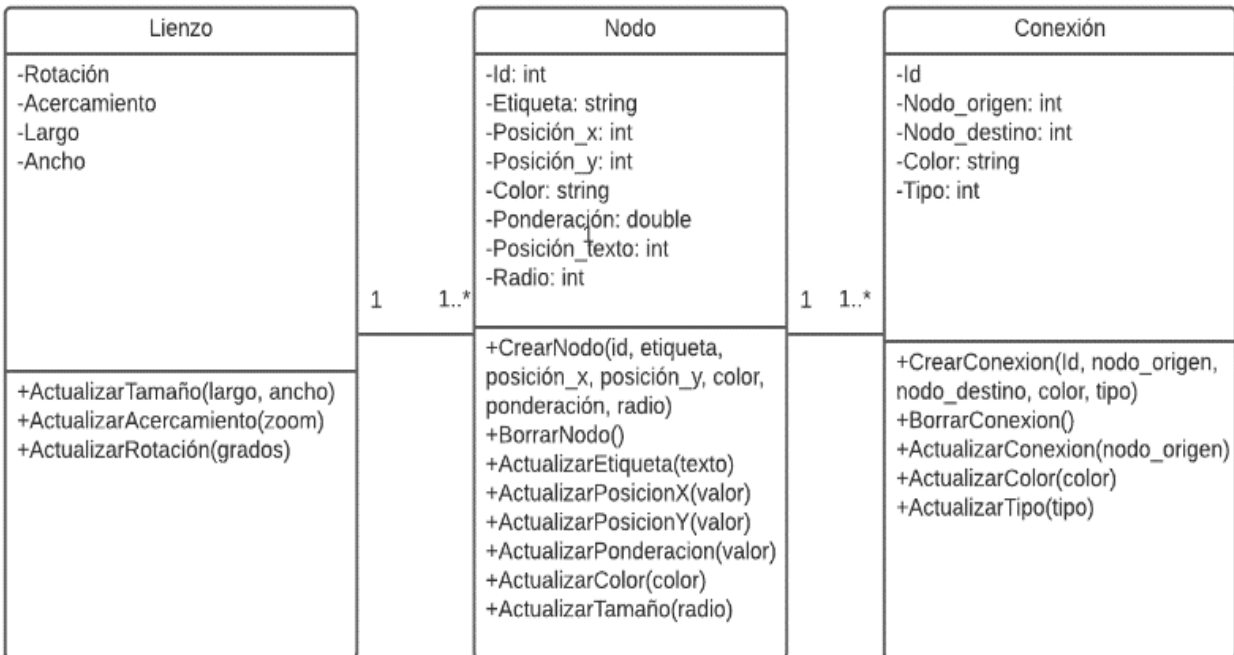 Lienzo
-Rotación
-Acercamiento
-Largo
-Ancho
+ActualizarTamaño(largo, ancho)
+ActualizarAcercamiento(zoom)
+ActualizarRotación(grados)
1
1..*
Nodo
-Id: int
-Etiqueta: string
-Posición_x: int
-Posición_y: int
-Color: string
-Ponderación: double
-Posición_texto: int
-Radio: int
+CrearNodo(id, etiqueta,
posición_x, posición_y, color,
ponderación, radio)
+BorrarNodo()
+ActualizarEtiqueta(texto)
+ActualizarPosicionX(valor)
+ActualizarPosicionY(valor)
+ActualizarPonderacion(valor)
+ActualizarColor(color)
+ActualizarTamaño(radio)
1
1..*
Conexión
-Id
-Nodo_origen: int
-Nodo_destino: int
-Color: string
-Tipo: int
+CrearConexion(Id, nodo_origen,
nodo_destino, color, tipo)
+BorrarConexion()
+ActualizarConexion(nodo_origen)
+ActualizarColor(color)
+ActualizarTipo(tipo)